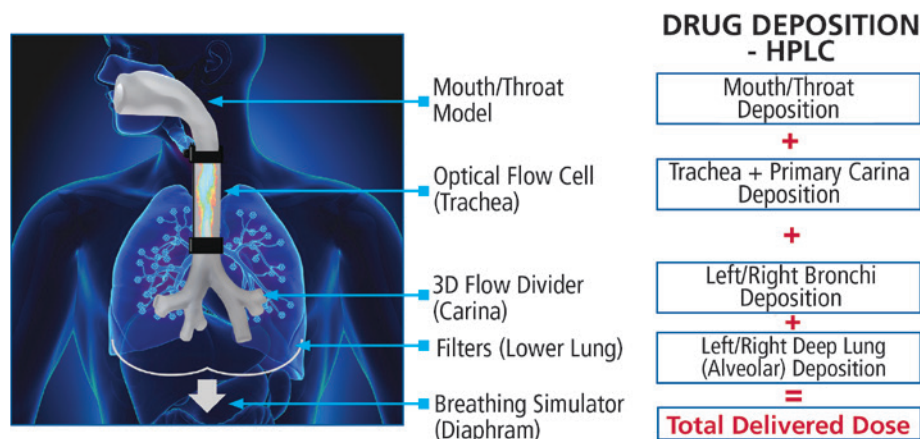 Mouth/Throat
Model
Optical Flow Cell
(Trachea)
3D Flow Divider
(Carina)
Filters (Lower Lung)
Breathing Simulator
(Diaphram)
DRUG DEPOSITION
- HPLC
Mouth/Throat
Deposition
+
Trachea + Primary Carina
Deposition
+
Left/Right Bronchi
Deposition
+
Left/Right Deep Lung
(Alveolar) Deposition
=
Total Delivered Dose